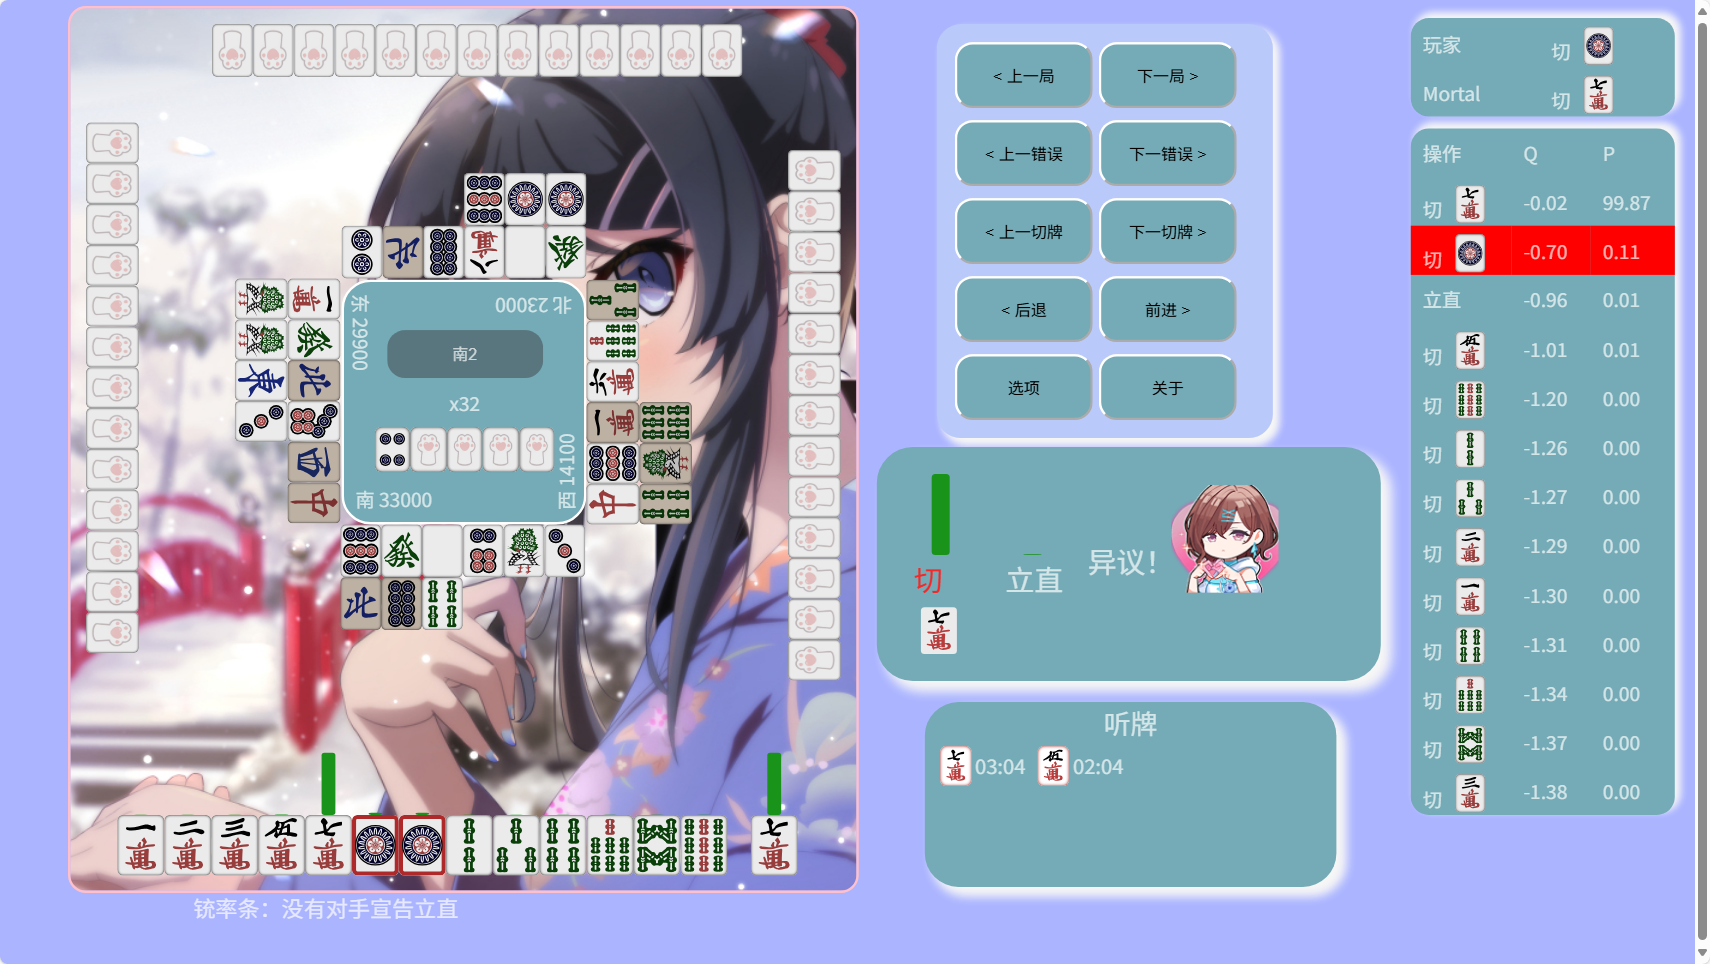 < 上一局
下一局 >
< 上一错误
下一错误 >
< 上一切牌
下一切牌 >
< 后退
前进 >
选项
关于
玩家 切
Mortal 切
操作 Q P
切 -0.02 99.87
切 -0.70 0.11
立直 -0.96 0.01
切 -1.01 0.01
切 -1.20 0.00
切 -1.26 0.00
切 -1.27 0.00
切 -1.29 0.00
切 -1.30 0.00
切 -1.31 0.00
切 -1.34 0.00
切 -1.37 0.00
切 -1.38 0.00
北 23000
东 29900
南2
x32
西 14100
南 33000
切
立直
异议！
听牌
03:04 02:04
铳率条：没有对手宣告立直